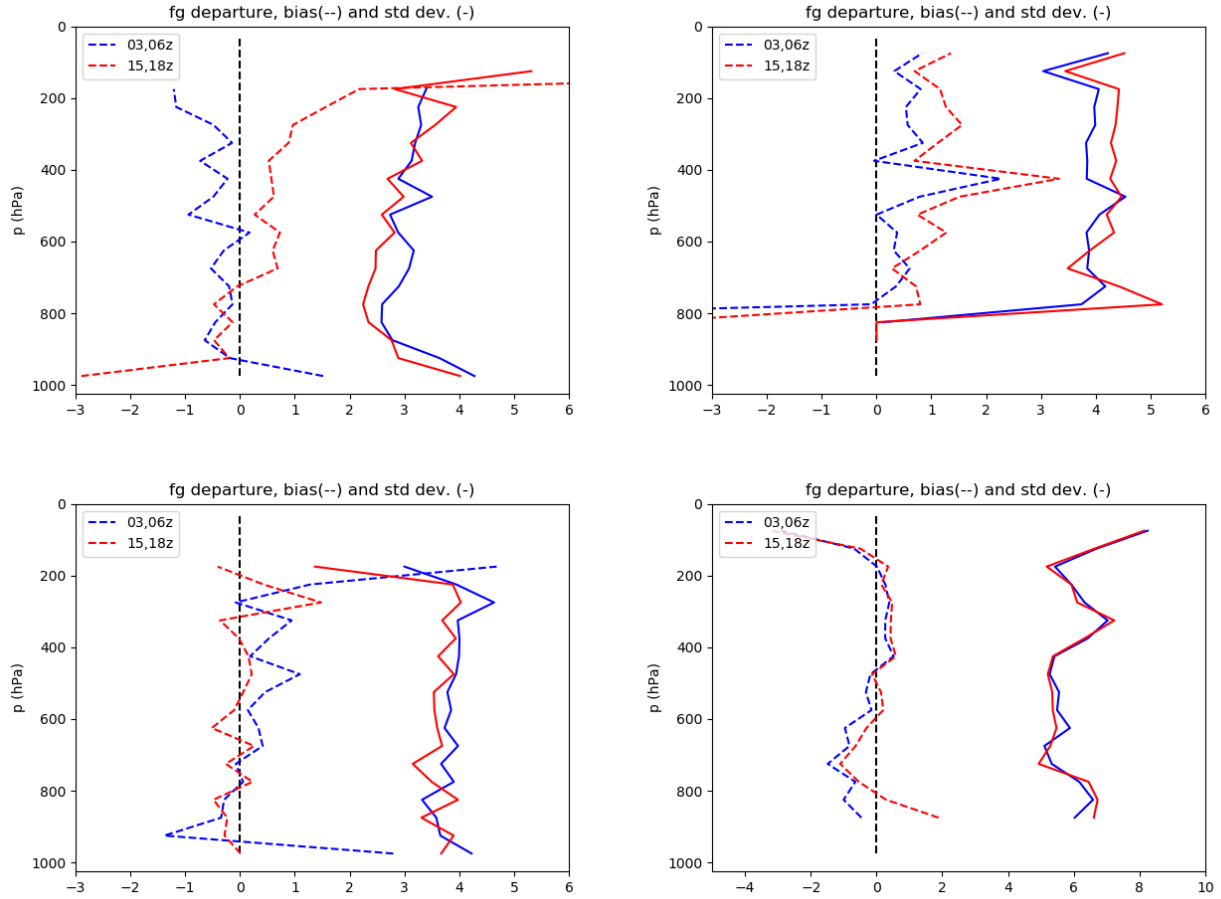 fg departure, bias(--) and std dev. (-)
0
200
400
600
800
1000
p (hPa)
03,06z
15,18z
-3 -2 -1 0 1 2 3 4 5 6
fg departure, bias(--) and std dev. (-)
0
200
400
600
800
1000
p (hPa)
03,06z
15,18z
−3 −2 −1 0 1 2 3 4 5 6
fg departure, bias(--) and std dev. (-)
0
200
400
600
800
1000
p (hPa)
03,06z
15,18z
−3 −2 −1 0 1 2 3 4 5 6
fg departure, bias(--) and std dev. (-)
0
200
400
600
800
1000
p (hPa)
03,06z
15,18z
−4 −2 0 2 4 6 8 10